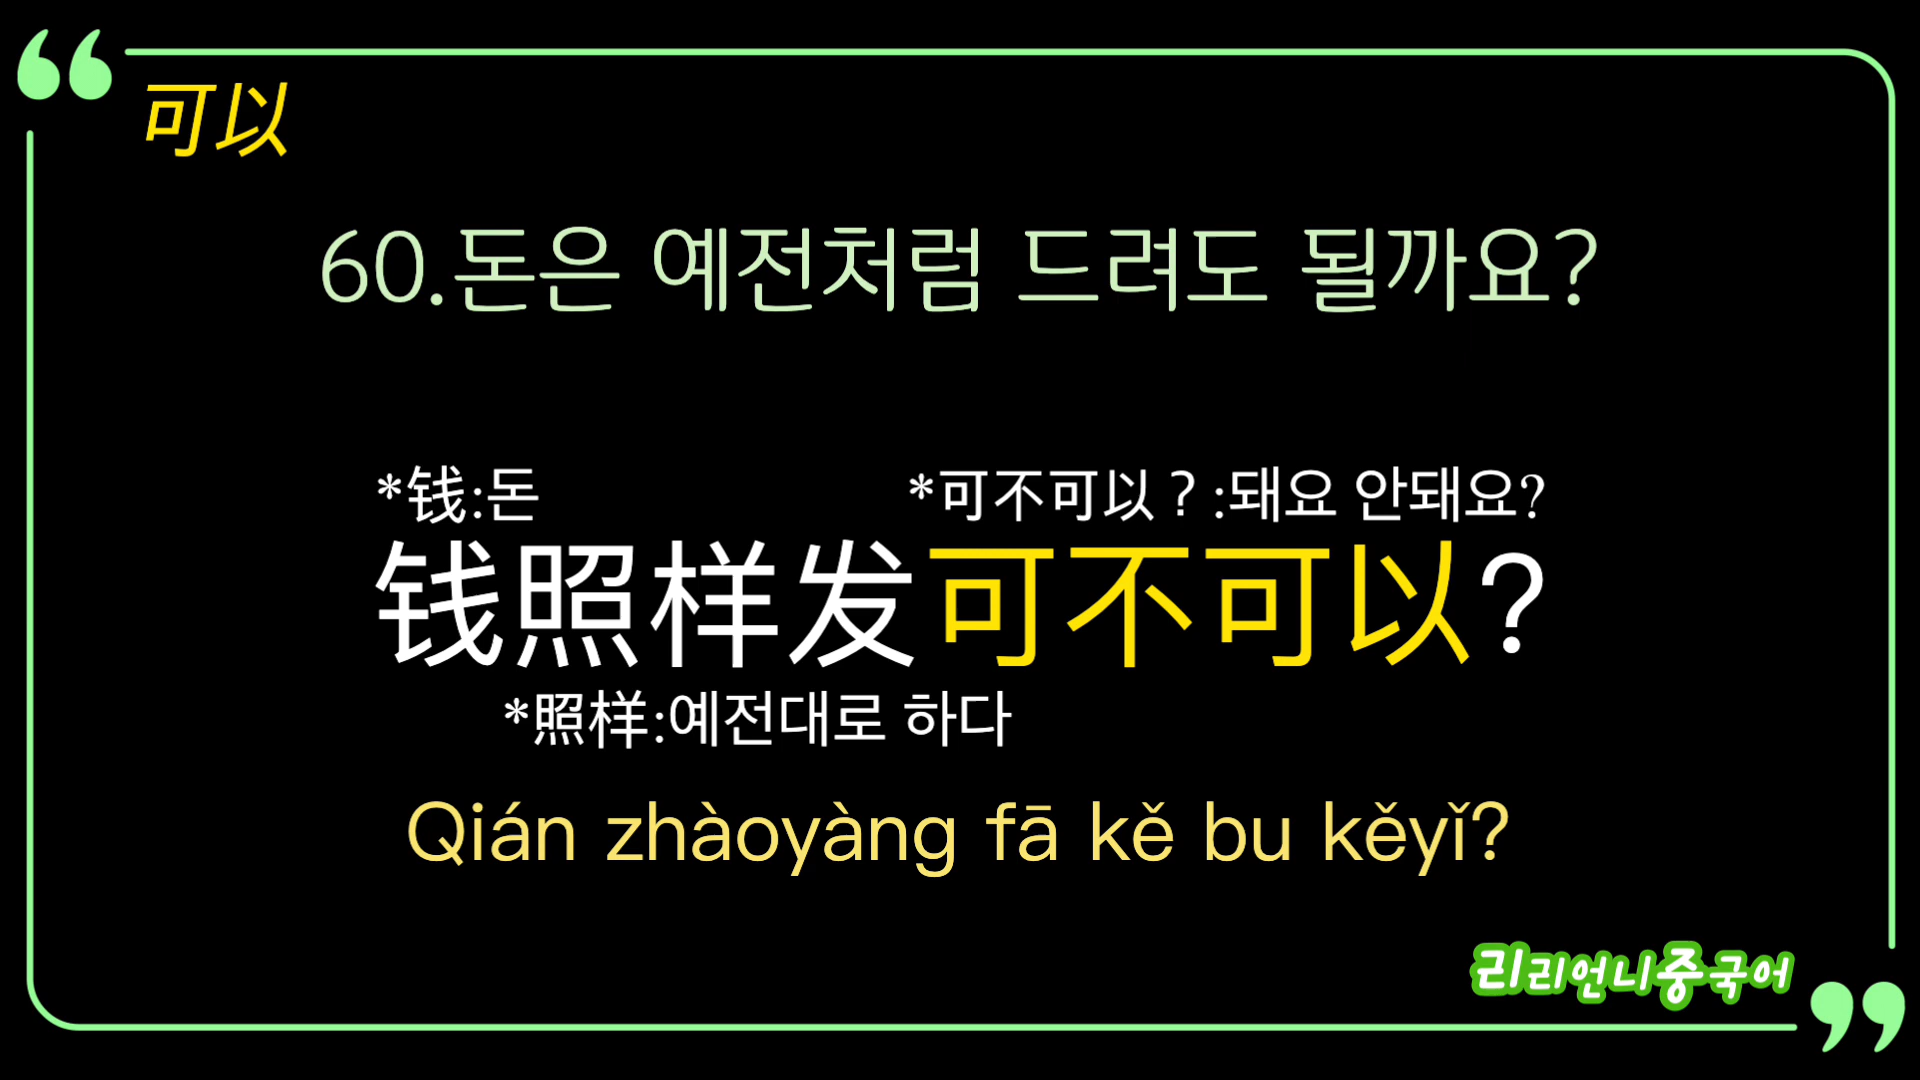 可以
60.돈은 예전처럼 드려도 될까요?
*钱:돈 *可不可以？:돼요 안돼요?
钱照样发可不可以?
*照样:예전대로 하다
Qián zhàoyàng fā kě bu kěyǐ?
리리언니중국어